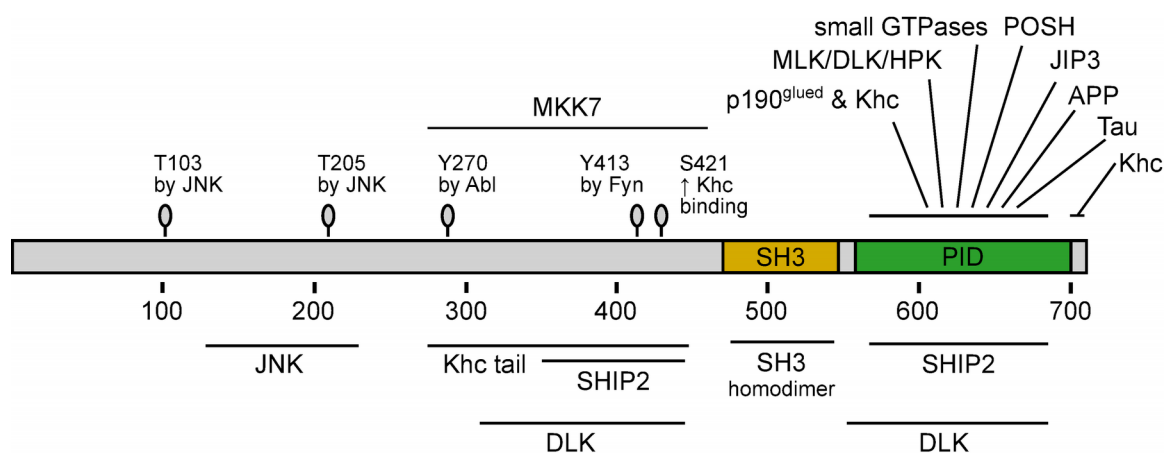 small GTPases POSH
MLK/DLK/HPK JIP3
p190glued & Khc APP
MKK7 Tau
Khc
T103 T205 Y270 Y413 S421
by JNK by JNK by Abl by Fyn ↑ Khc
binding
SH3 PID
100 200 300 400 500 600 700
JNK Khc tail SH3 SHIP2
SHIP2 homodimer
DLK DLK